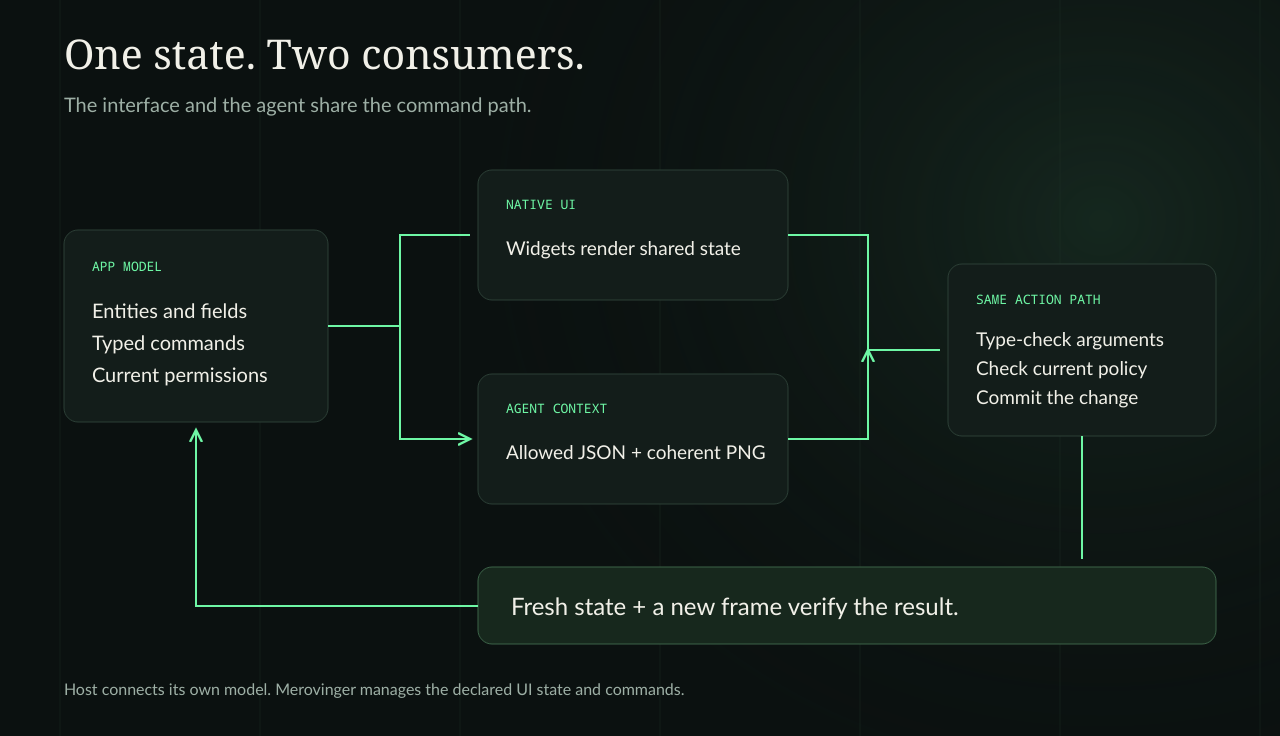 One state. Two consumers.
The interface and the agent share the command path.
APP MODEL
Entities and fields
Typed commands
Current permissions
NATIVE UI
Widgets render shared state
AGENT CONTEXT
Allowed JSON + coherent PNG
SAME ACTION PATH
Type-check arguments
Check current policy
Commit the change
Fresh state + a new frame verify the result.
Host connects its own model. Merovinger manages the declared UI state and commands.